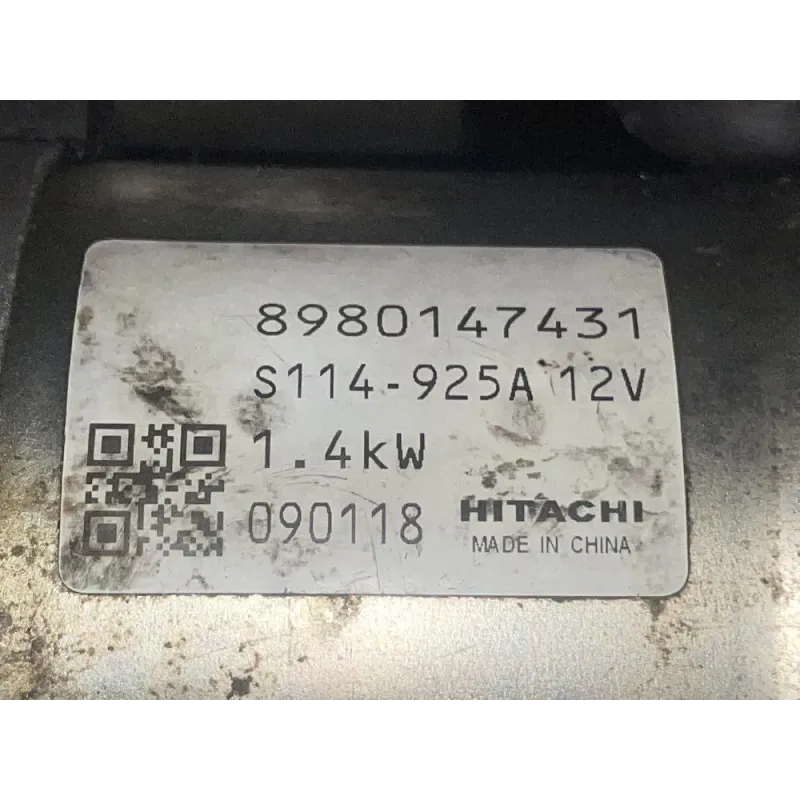 8980147431
S114-925A 12V
1.4kW
090118 HITACHI
MADE IN CHINA